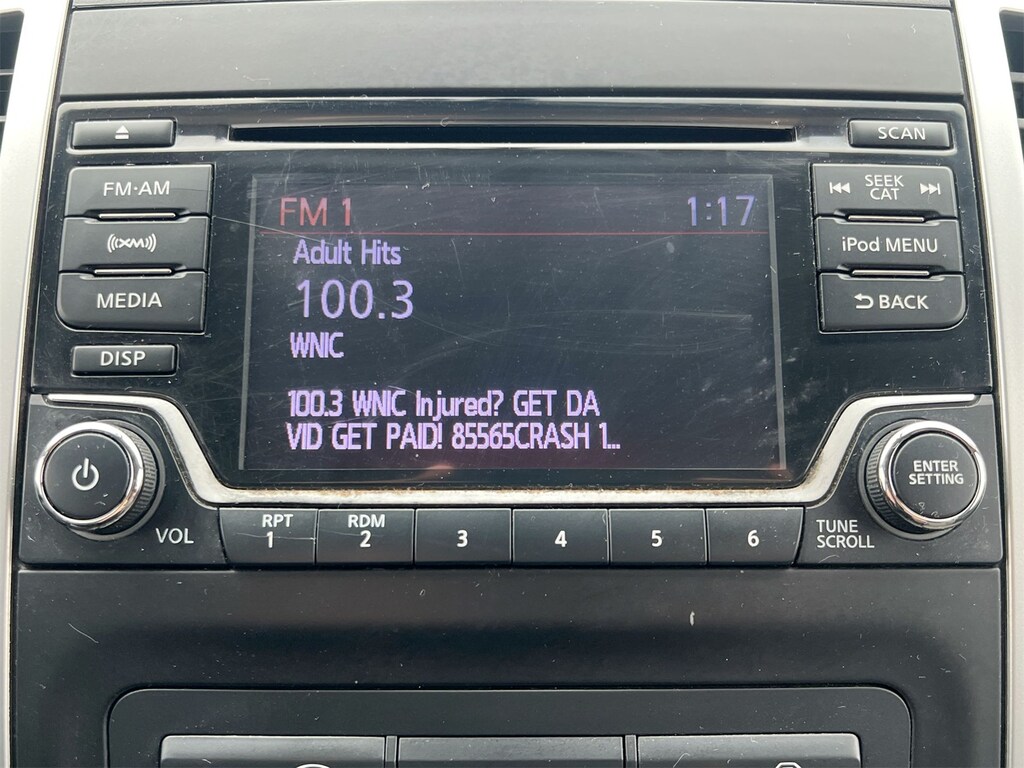 SCAN
FM·AM
SEEK
CAT
XM
iPod MENU
MEDIA
BACK
DISP
FM 1 1:17
Adult Hits
100.3
WNIC
100.3 WNIC Injured? GET DA
VID GET PAID! 85565CRASH 1...
ENTER
SETTING
VOL
RPT
1
RDM
2
3
4
5
6
TUNE
SCROLL